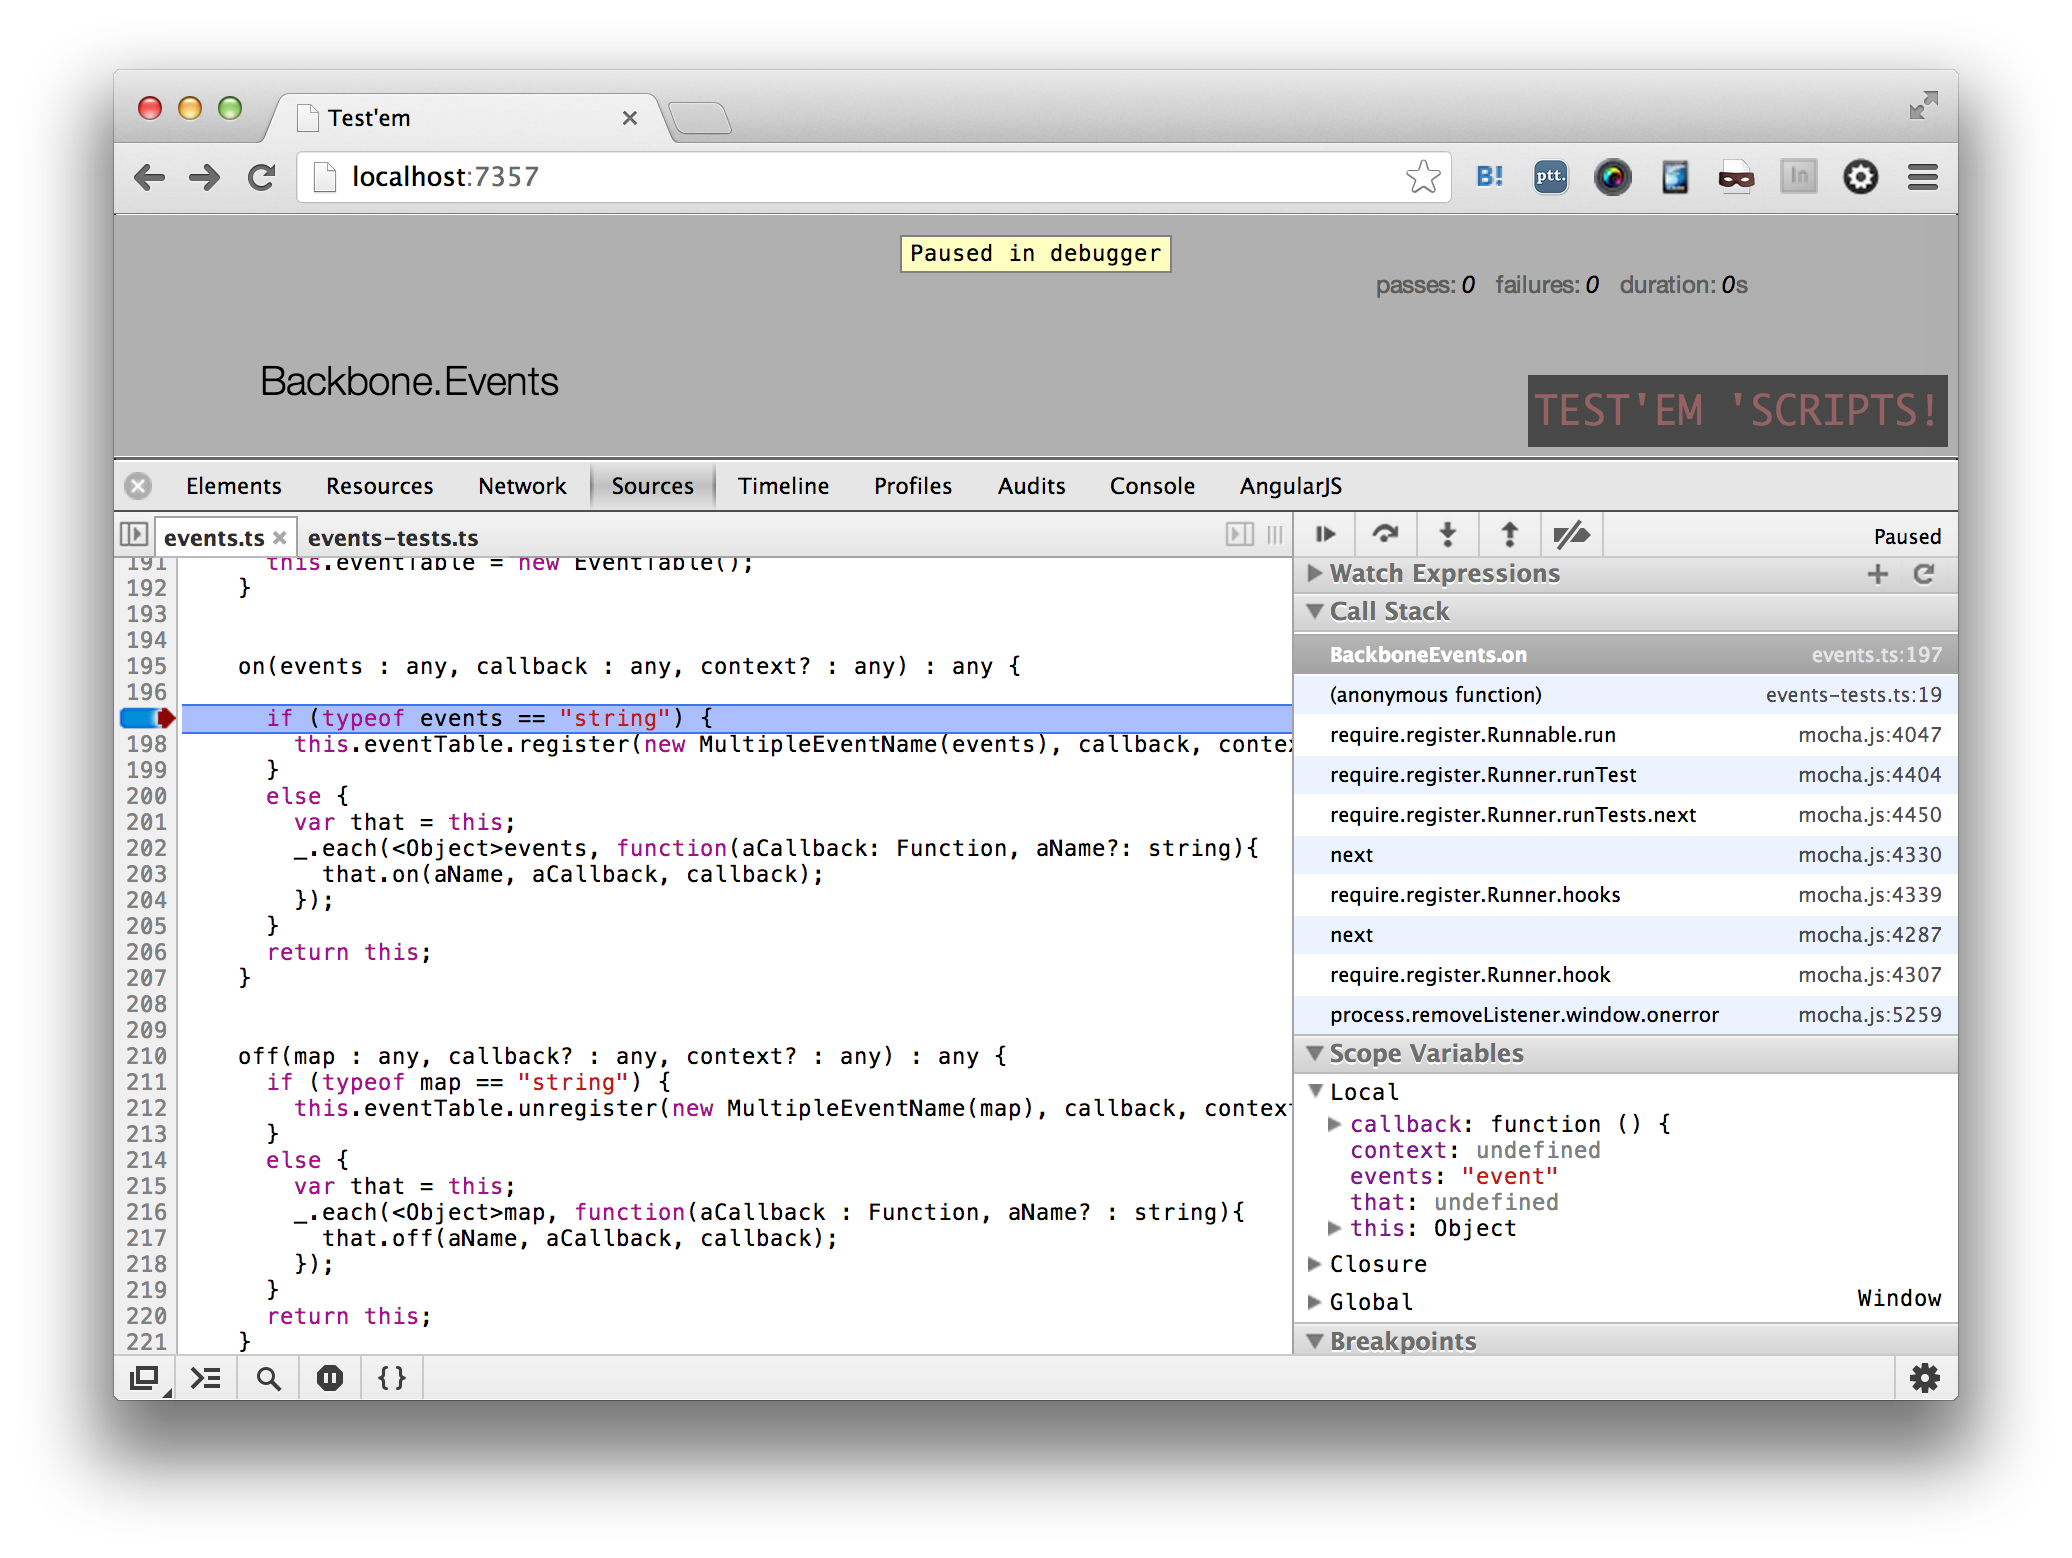 Test'em
localhost:7357
B!
ptt.
In
Paused in debugger
passes: 0 failures: 0 duration: 0s
Backbone.Events
TEST'EM 'SCRIPTS!
Elements Resources Network Sources Timeline Profiles Audits Console AngularJS
events.ts events-tests.ts
191 this.eventTable = new EventTable();
192 }
193
194
195 on(events : any, callback : any, context? : any) : any {
196
if (typeof events == "string") {
198 this.eventTable.register(new MultipleEventName(events), callback, contex
199 }
200 else {
201 var that = this;
202 _.each(<Object>events, function(aCallback: Function, aName?: string){
203 that.on(aName, aCallback, callback);
204 });
205 }
206 return this;
207 }
208
209
210 off(map : any, callback? : any, context? : any) : any {
211 if (typeof map == "string") {
212 this.eventTable.unregister(new MultipleEventName(map), callback, context
213 }
214 else {
215 var that = this;
216 _.each(<Object>map, function(aCallback : Function, aName? : string){
217 that.off(aName, aCallback, callback);
218 });
219 }
220 return this;
221 }
Paused
Watch Expressions
Call Stack
BackboneEvents.on events.ts:197
(anonymous function) events-tests.ts:19
require.register.Runnable.run mocha.js:4047
require.register.Runner.runTest mocha.js:4404
require.register.Runner.runTests.next mocha.js:4450
next mocha.js:4330
require.register.Runner.hooks mocha.js:4339
next mocha.js:4287
require.register.Runner.hook mocha.js:4307
process.removeListener.window.onerror mocha.js:5259
Scope Variables
Local
callback: function () {
context: undefined
events: "event"
that: undefined
this: Object
Closure
Global Window
Breakpoints
{}